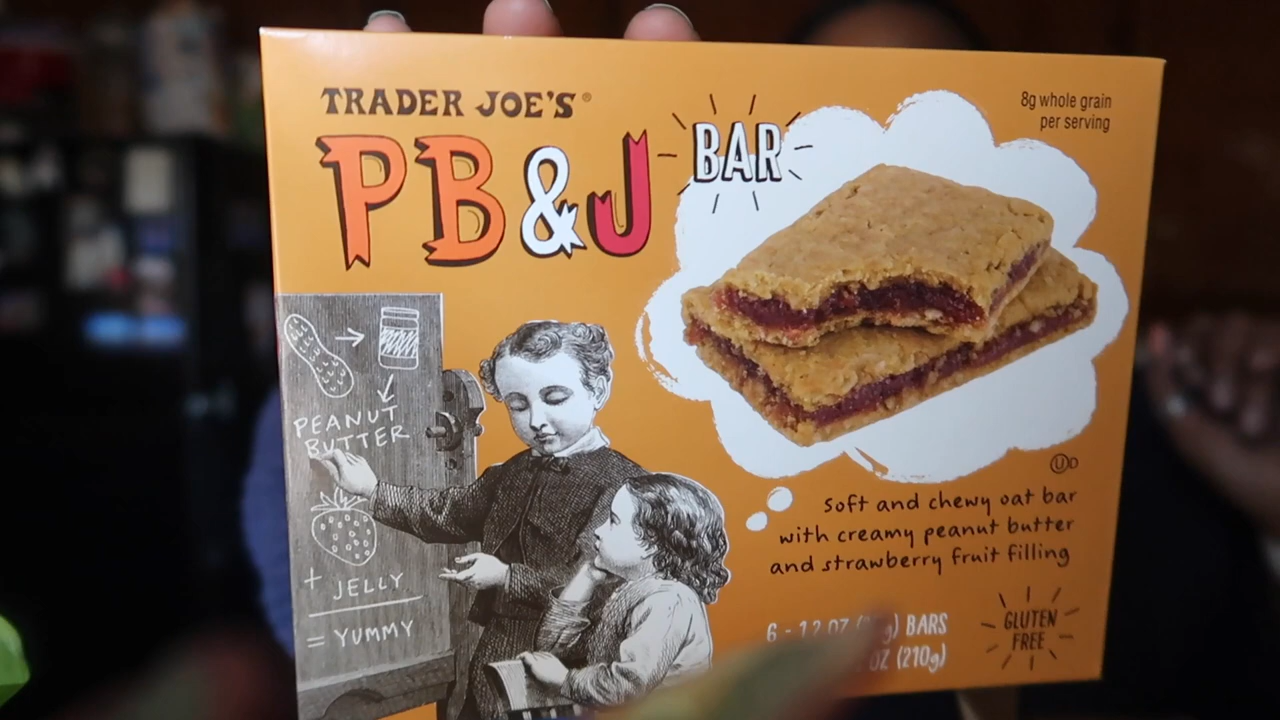 TRADER JOE'S®
PB&J BAR
8g whole grain
per serving
PEANUT
BUTTER
+ JELLY
= YUMMY
UD
Soft and chewy oat bar
with creamy peanut butter
and strawberry fruit filling
6 - 1.2 OZ BARS
OZ (210g)
GLUTEN
FREE